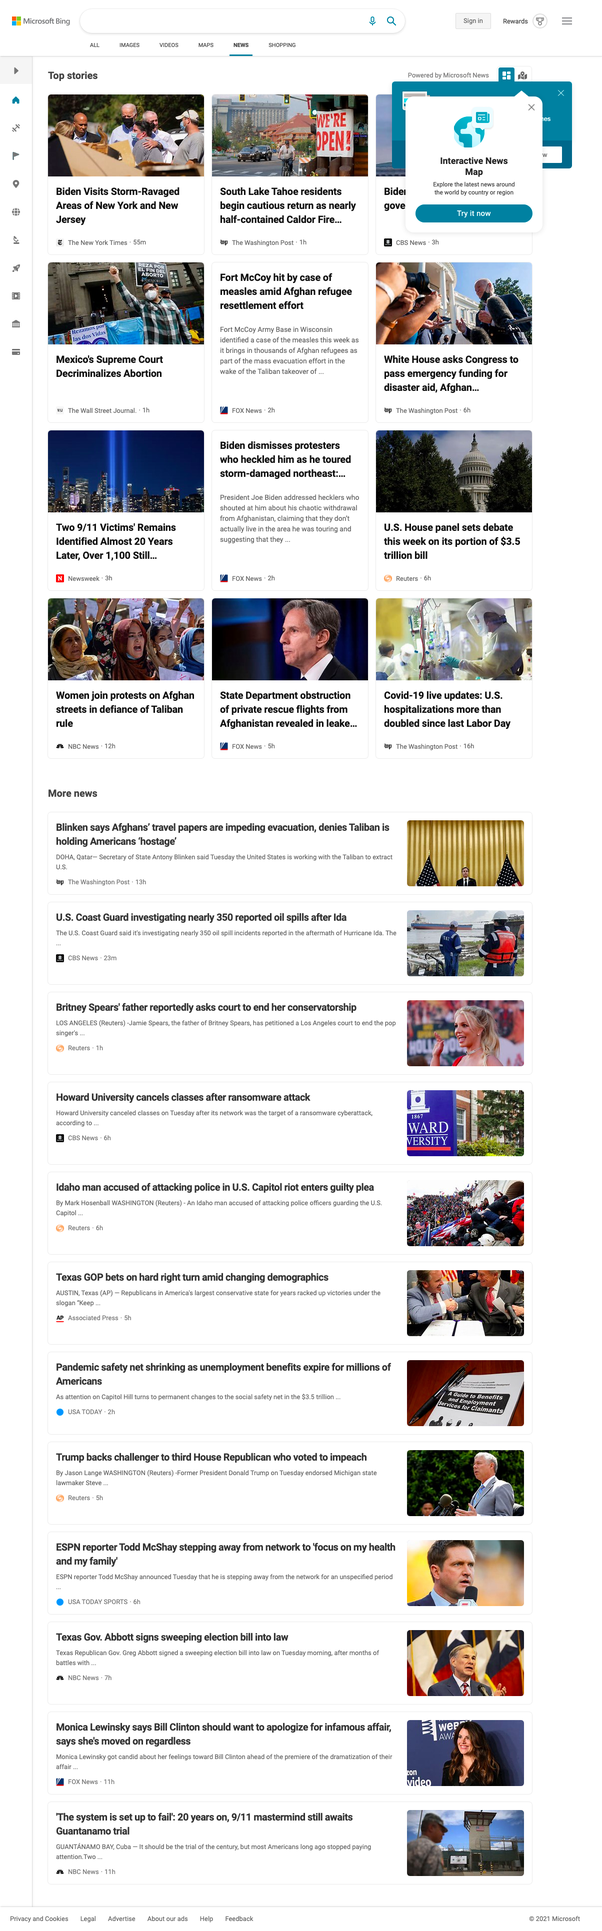 Microsoft Bing
Sign in
Rewards
ALL
IMAGES
VIDEOS
MAPS
NEWS
SHOPPING
Top stories
Powered by Microsoft News
Interactive News
Map
Explore the latest news around
the world by country or region
Try it now
Biden Visits Storm-Ravaged
Areas of New York and New
Jersey
The New York Times · 55m
WE'RE
OPEN!
South Lake Tahoe residents
begin cautious return as nearly
half-contained Caldor Fire…
The Washington Post · 1h
CBS News · 3h
Mexico's Supreme Court
Decriminalizes Abortion
The Wall Street Journal. · 1h
Fort McCoy hit by case of
measles amid Afghan refugee
resettlement effort
Fort McCoy Army Base in Wisconsin
identified a case of the measles this week as
it brings in thousands of Afghan refugees as
part of the mass evacuation effort in the
wake of the Taliban takeover of ...
FOX News · 2h
White House asks Congress to
pass emergency funding for
disaster aid, Afghan…
The Washington Post · 6h
Two 9/11 Victims' Remains
Identified Almost 20 Years
Later, Over 1,100 Still…
Newsweek · 3h
Biden dismisses protesters
who heckled him as he toured
storm-damaged northeast:…
President Joe Biden addressed hecklers who
shouted at him about his chaotic withdrawal
from Afghanistan, claiming that they don't
actually live in the area he was touring and
suggesting that they ...
FOX News · 2h
U.S. House panel sets debate
this week on its portion of $3.5
trillion bill
Reuters · 6h
Women join protests on Afghan
streets in defiance of Taliban
rule
NBC News · 12h
State Department obstruction
of private rescue flights from
Afghanistan revealed in leake…
FOX News · 5h
Covid-19 live updates: U.S.
hospitalizations more than
doubled since last Labor Day
The Washington Post · 16h
More news
Blinken says Afghans' travel papers are impeding evacuation, denies Taliban is
holding Americans 'hostage'
DOHA, Qatar— Secretary of State Antony Blinken said Tuesday the United States is working with the Taliban to extract
U.S.
The Washington Post · 13h
U.S. Coast Guard investigating nearly 350 reported oil spills after Ida
The U.S. Coast Guard said it's investigating nearly 350 oil spill incidents reported in the aftermath of Hurricane Ida. The
...
CBS News · 23m
Britney Spears' father reportedly asks court to end her conservatorship
LOS ANGELES (Reuters) -Jamie Spears, the father of Britney Spears, has petitioned a Los Angeles court to end the pop
singer's ...
Reuters · 1h
Howard University cancels classes after ransomware attack
Howard University canceled classes on Tuesday after its network was the target of a ransomware cyberattack,
according to ...
CBS News · 6h
1867
WARD
VERSITY
Idaho man accused of attacking police in U.S. Capitol riot enters guilty plea
By Mark Hosenball WASHINGTON (Reuters) - An Idaho man accused of attacking police officers guarding the U.S.
Capitol ...
Reuters · 6h
Texas GOP bets on hard right turn amid changing demographics
AUSTIN, Texas (AP) — Republicans in America's largest conservative state for years racked up victories under the
slogan "Keep ...
AP Associated Press · 5h
Pandemic safety net shrinking as unemployment benefits expire for millions of
Americans
As attention on Capitol Hill turns to permanent changes to the social safety net in the $3.5 trillion ...
USA TODAY · 2h
A Guide to Benefits
and Employment
Services for Claimants
Trump backs challenger to third House Republican who voted to impeach
By Jason Lange WASHINGTON (Reuters) -Former President Donald Trump on Tuesday endorsed Michigan state
lawmaker Steve ...
Reuters · 5h
ESPN reporter Todd McShay stepping away from network to 'focus on my health
and my family'
ESPN reporter Todd McShay announced Tuesday that he is stepping away from the network for an unspecified period
...
USA TODAY SPORTS · 6h
Texas Gov. Abbott signs sweeping election bill into law
Texas Republican Gov. Greg Abbott signed a sweeping election bill into law on Tuesday morning, after months of
battles with ...
NBC News · 7h
Monica Lewinsky says Bill Clinton should want to apologize for infamous affair,
says she's moved on regardless
Monica Lewinsky got candid about her feelings toward Bill Clinton ahead of the premiere of the dramatization of their
affair ...
FOX News · 11h
'The system is set up to fail': 20 years on, 9/11 mastermind still awaits
Guantanamo trial
GUANTÁNAMO BAY, Cuba — It should be the trial of the century, but most Americans long ago stopped paying
attention.Two ...
NBC News · 11h
Privacy and Cookies
Legal
Advertise
About our ads
Help
Feedback
© 2021 Microsoft